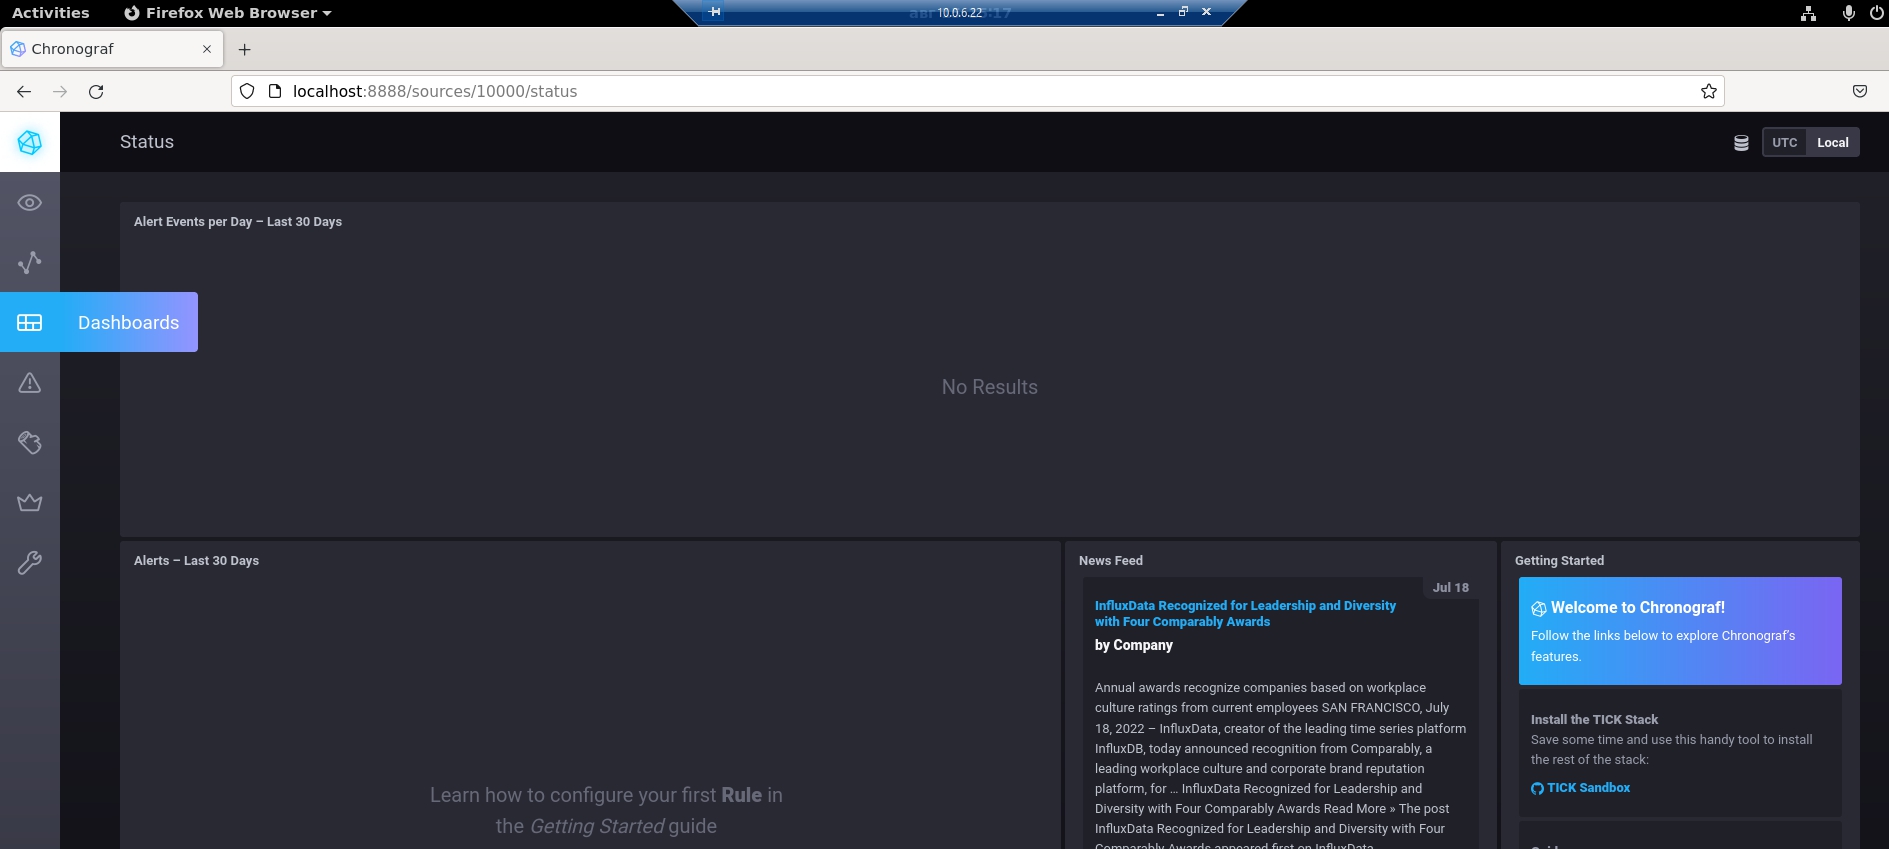 Activities
Firefox Web Browser
10.0.6.22
Chronograf
localhost:8888/sources/10000/status
Status
UTC
Local
Alert Events per Day – Last 30 Days
Dashboards
No Results
Alerts – Last 30 Days
Learn how to configure your first Rule in
the Getting Started guide
News Feed
Jul 18
InfluxData Recognized for Leadership and Diversity
with Four Comparably Awards
by Company
Annual awards recognize companies based on workplace
culture ratings from current employees SAN FRANCISCO, July
18, 2022 – InfluxData, creator of the leading time series platform
InfluxDB, today announced recognition from Comparably, a
leading workplace culture and corporate brand reputation
platform, for … InfluxData Recognized for Leadership and
Diversity with Four Comparably Awards Read More » The post
InfluxData Recognized for Leadership and Diversity with Four
Comparably Awards appeared first on InfluxData.
Getting Started
Welcome to Chronograf!
Follow the links below to explore Chronograf's
features.
Install the TICK Stack
Save some time and use this handy tool to install
the rest of the stack:
TICK Sandbox